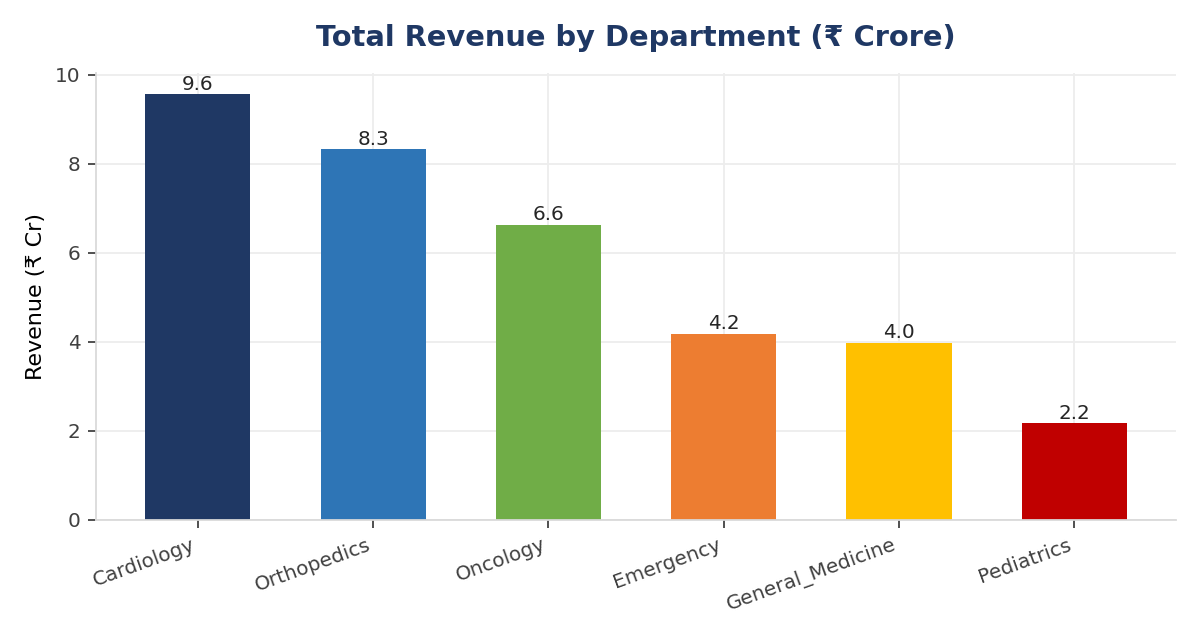 Total Revenue by Department (₹ Crore)
Revenue (₹ Cr)
10
8
6
4
2
0
9.6
8.3
6.6
4.2
4.0
2.2
Cardiology
Orthopedics
Oncology
Emergency
General_Medicine
Pediatrics